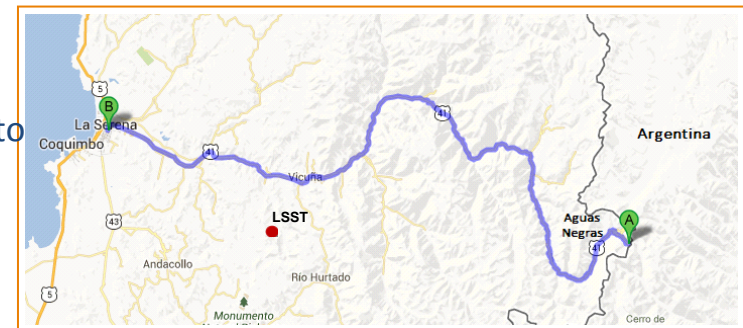 to
5
B
La Serena
Coquimbo
41
41
Argentina
Vicuña
LSST
Aguas
Negras
A
43
41
Andacollo
Río Hurtado
5
Monumento
Cerro de